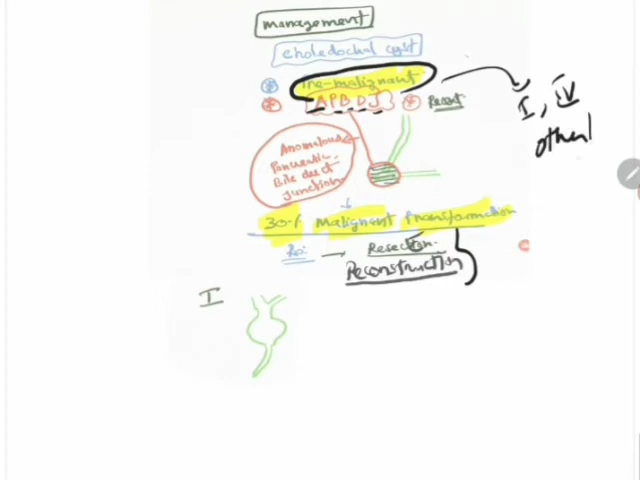 management
choledochal cyst
Pre-malignant
APBDJ Resect
I, IV
other
Anomalous
Pancreatic
Bile duct
Junction
30% Malignant Transformation
Rx: → Resection
Reconstruction
I